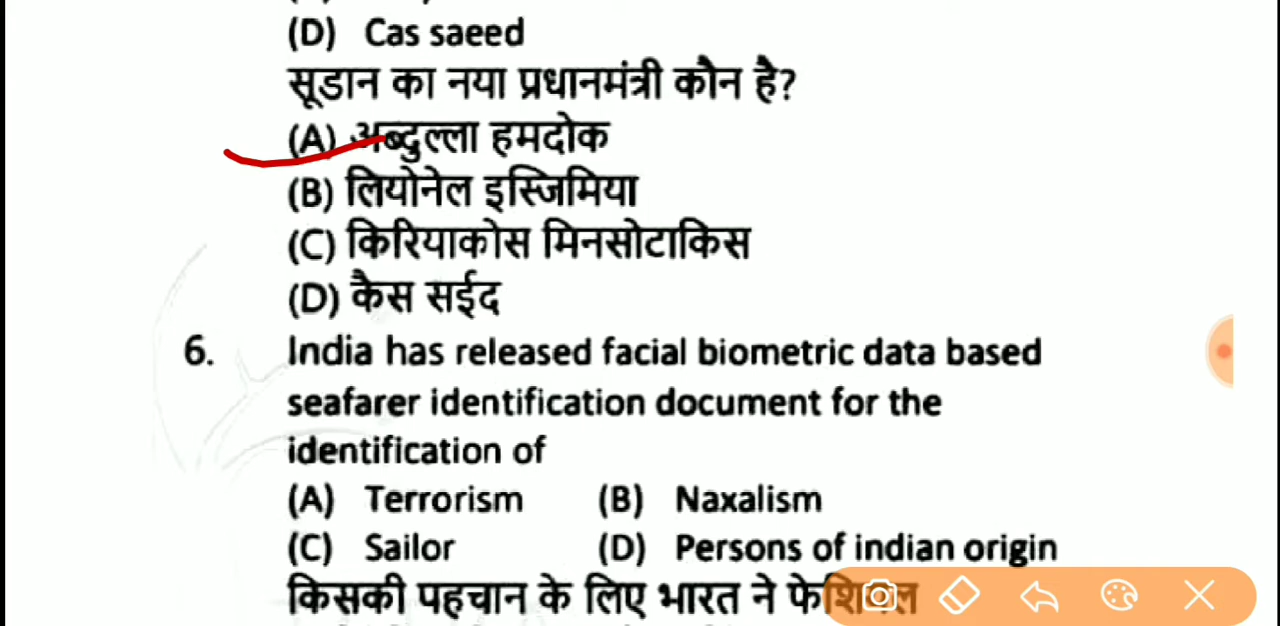 (D) Cas saeed
सूडान का नया प्रधानमंत्री कौन है?
(A) अब्दुल्ला हमदोक
(B) लियोनेल इस्जिमिया
(C) किरियाकोस मिनसोटाकिस
(D) कैस सईद
6. India has released facial biometric data based
seafarer identification document for the
identification of
(A) Terrorism (B) Naxalism
(C) Sailor (D) Persons of indian origin
किसकी पहचान के लिए भारत ने